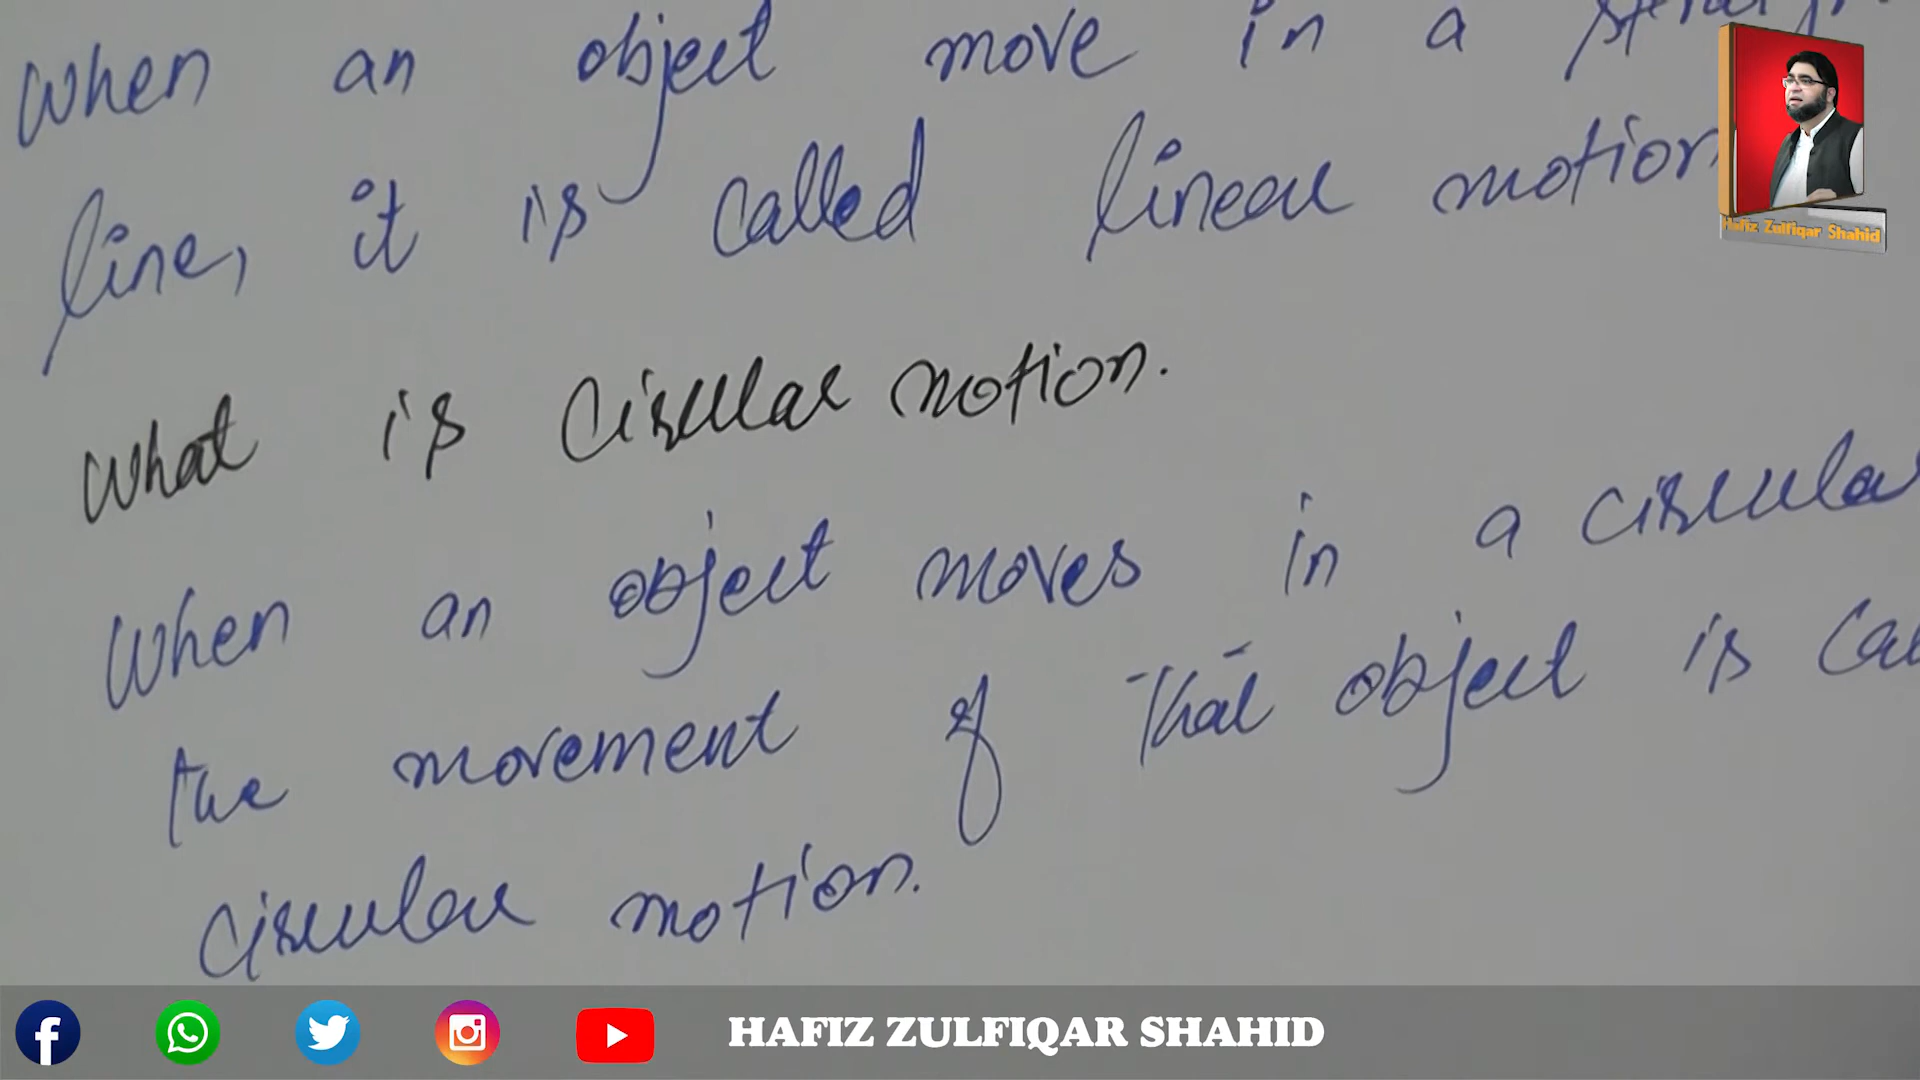 When an object move in a
line, it is called linear motion
What is Circular motion.
When an object moves in a circular
the movement of that object is
Circular motion.
Hafiz Zulfiqar Shahid
HAFIZ ZULFIQAR SHAHID